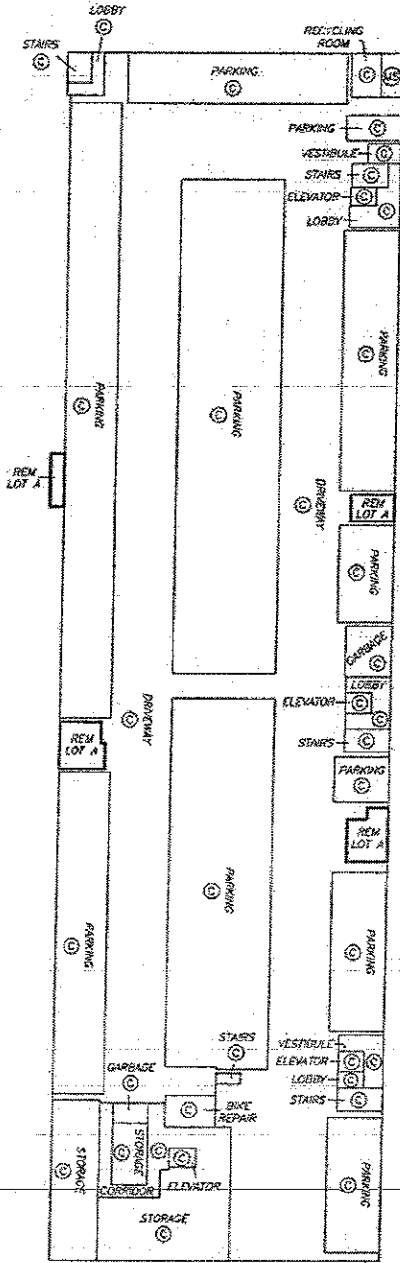 LOBBY
©
STAIRS
©
RECYCLING
ROOM
©
PARKING
©
PARKING
©
VESTIBULE
©
STAIRS
©
ELEVATOR
©
LOBBY
©
PARKING
©
PARKING
©
PARKING
©
REM
LOT A
REM
LOT A
DRIVEWAY
©
PARKING
©
GARBAGE
©
LOBBY
ELEVATOR
©
©
STAIRS
©
DRIVEWAY
©
REM
LOT A
PARKING
©
REM
LOT A
PARKING
©
PARKING
©
PARKING
©
STAIRS
©
VESTIBULE
ELEVATOR
©
©
LOBBY
©
STAIRS
©
GARBAGE
©
BIKE
REPAIR
©
STORAGE
©
STORAGE
©
©
CORRIDOR
ELEVATOR
©
STORAGE
©
PARKING
©